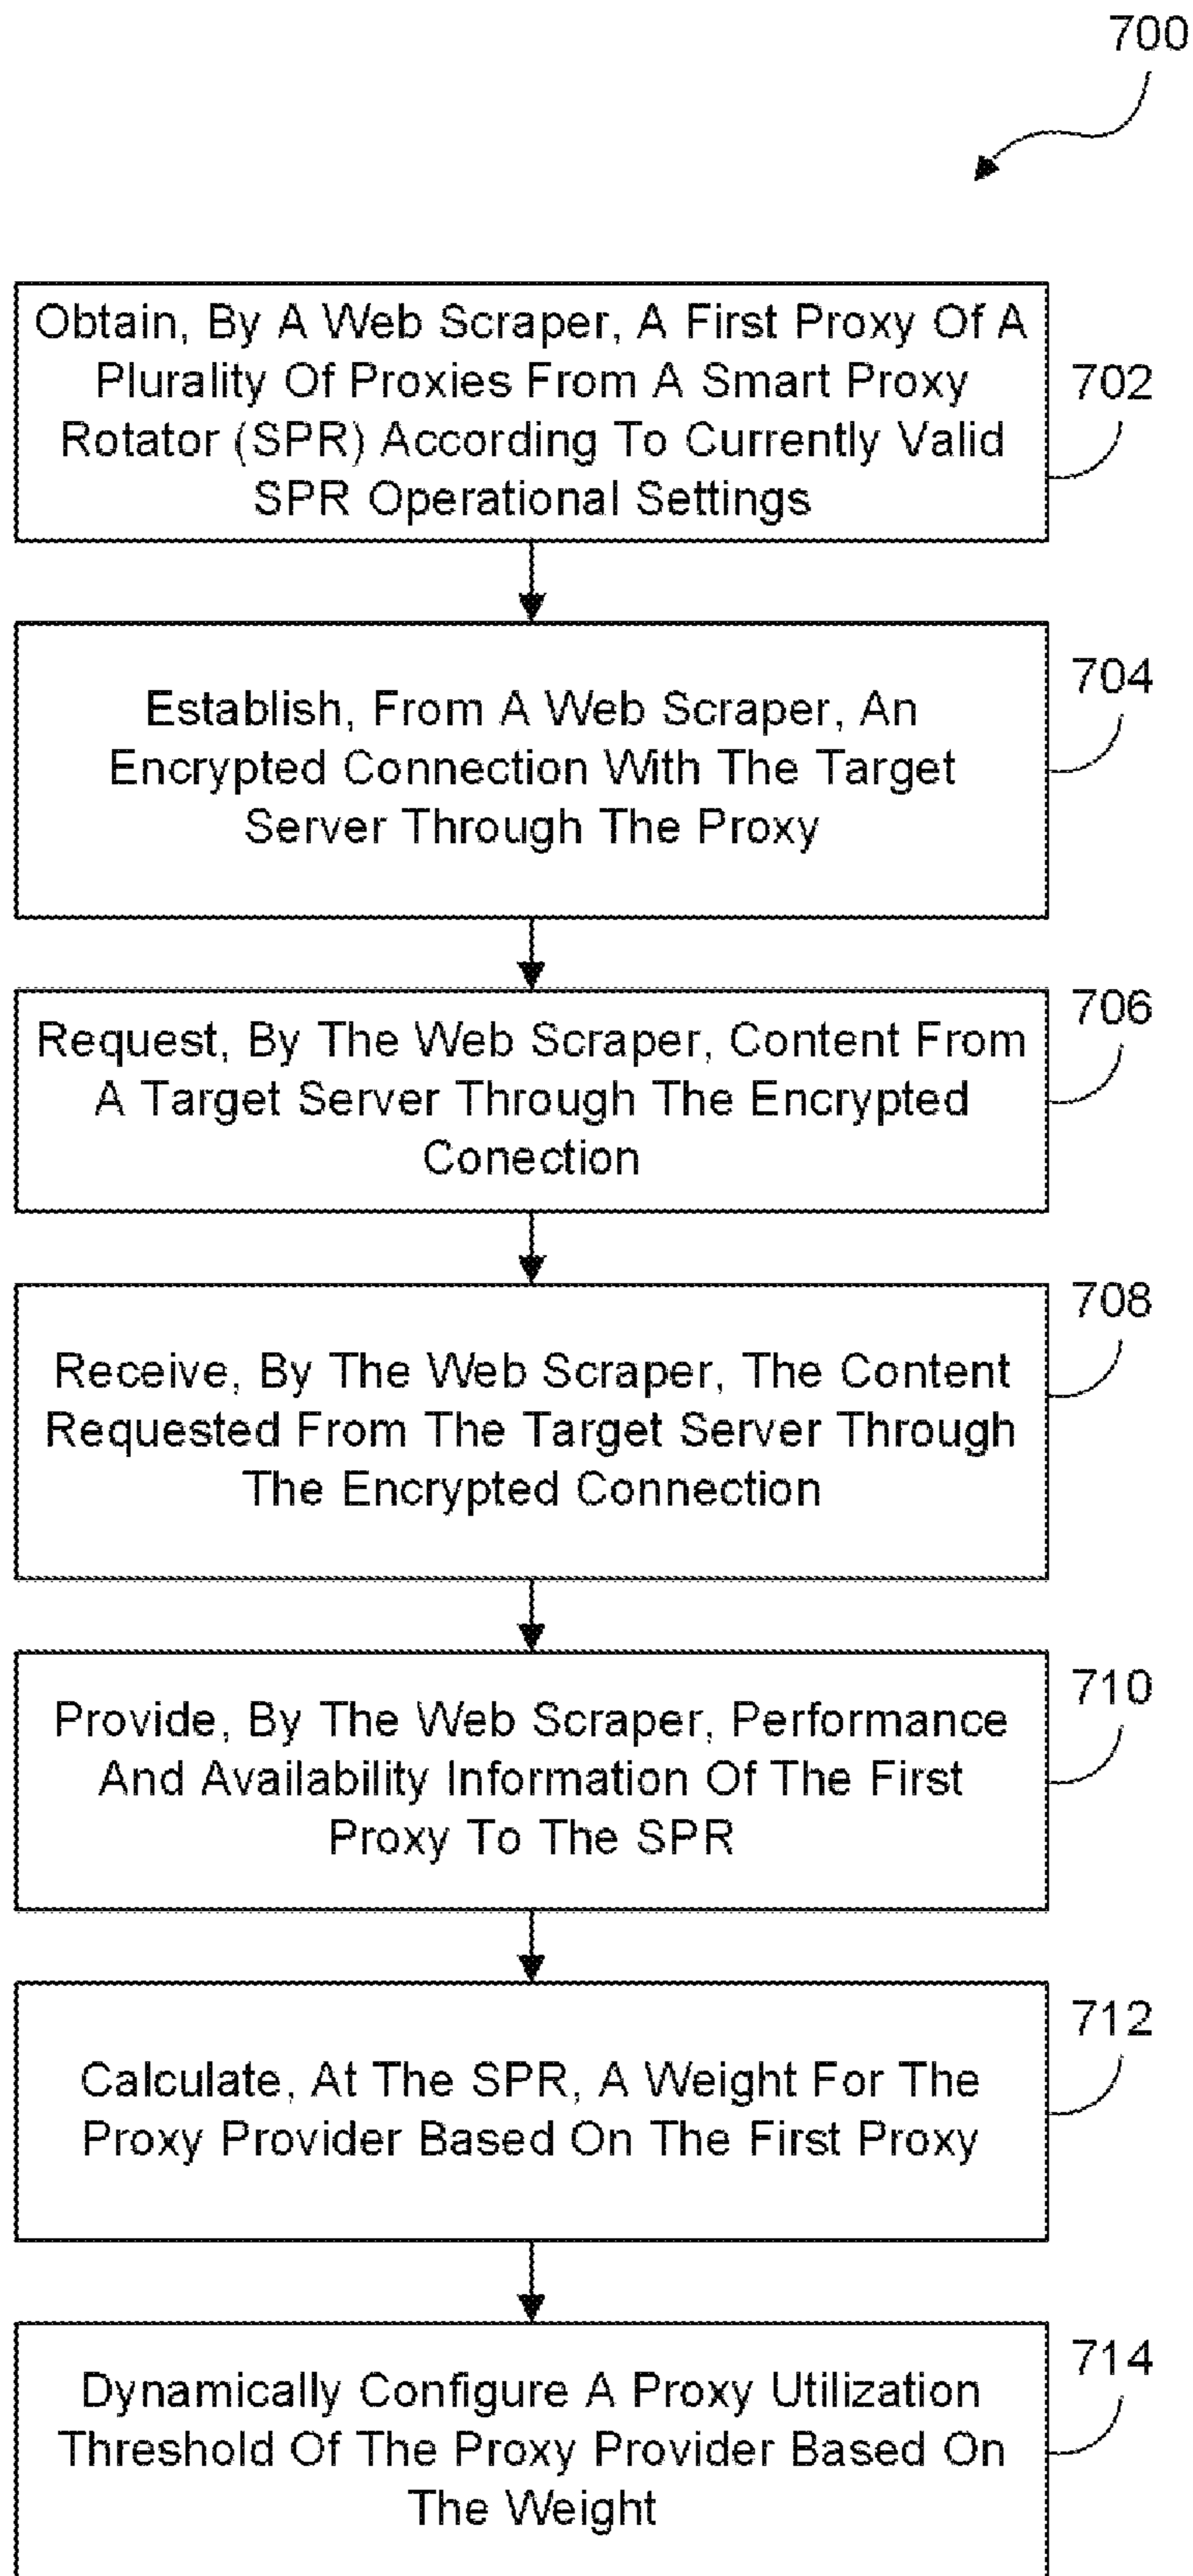 700
Obtain, By A Web Scraper, A First Proxy Of A
Plurality Of Proxies From A Smart Proxy
Rotator (SPR) According To Currently Valid
SPR Operational Settings
702
Establish, From A Web Scraper, An
Encrypted Connection With The Target
Server Through The Proxy
704
Request, By The Web Scraper, Content From
A Target Server Through The Encrypted
Conection
706
Receive, By The Web Scraper, The Content
Requested From The Target Server Through
The Encrypted Connection
708
Provide, By The Web Scraper, Performance
And Availability Information Of The First
Proxy To The SPR
710
Calculate, At The SPR, A Weight For The
Proxy Provider Based On The First Proxy
712
Dynamically Configure A Proxy Utilization
Threshold Of The Proxy Provider Based On
The Weight
714